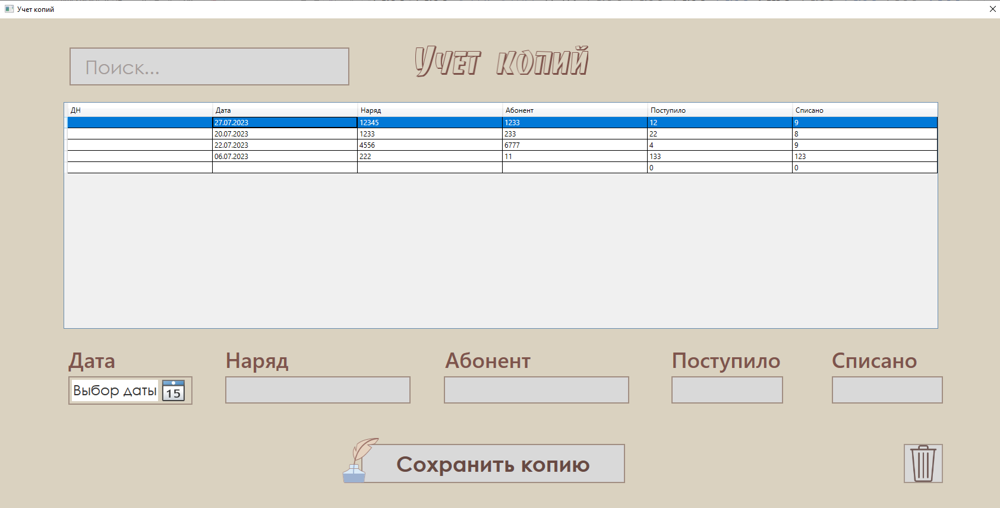 Учет копий
Поиск...
Учет копий
ДН Дата Наряд Абонент Поступило Списано
27.07.2023 12345 1233 12 9
20.07.2023 1233 233 22 8
22.07.2023 4556 6777 4 9
06.07.2023 222 11 133 123
0 0
Дата Наряд Абонент Поступило Списано
Выбор даты 15
Сохранить копию